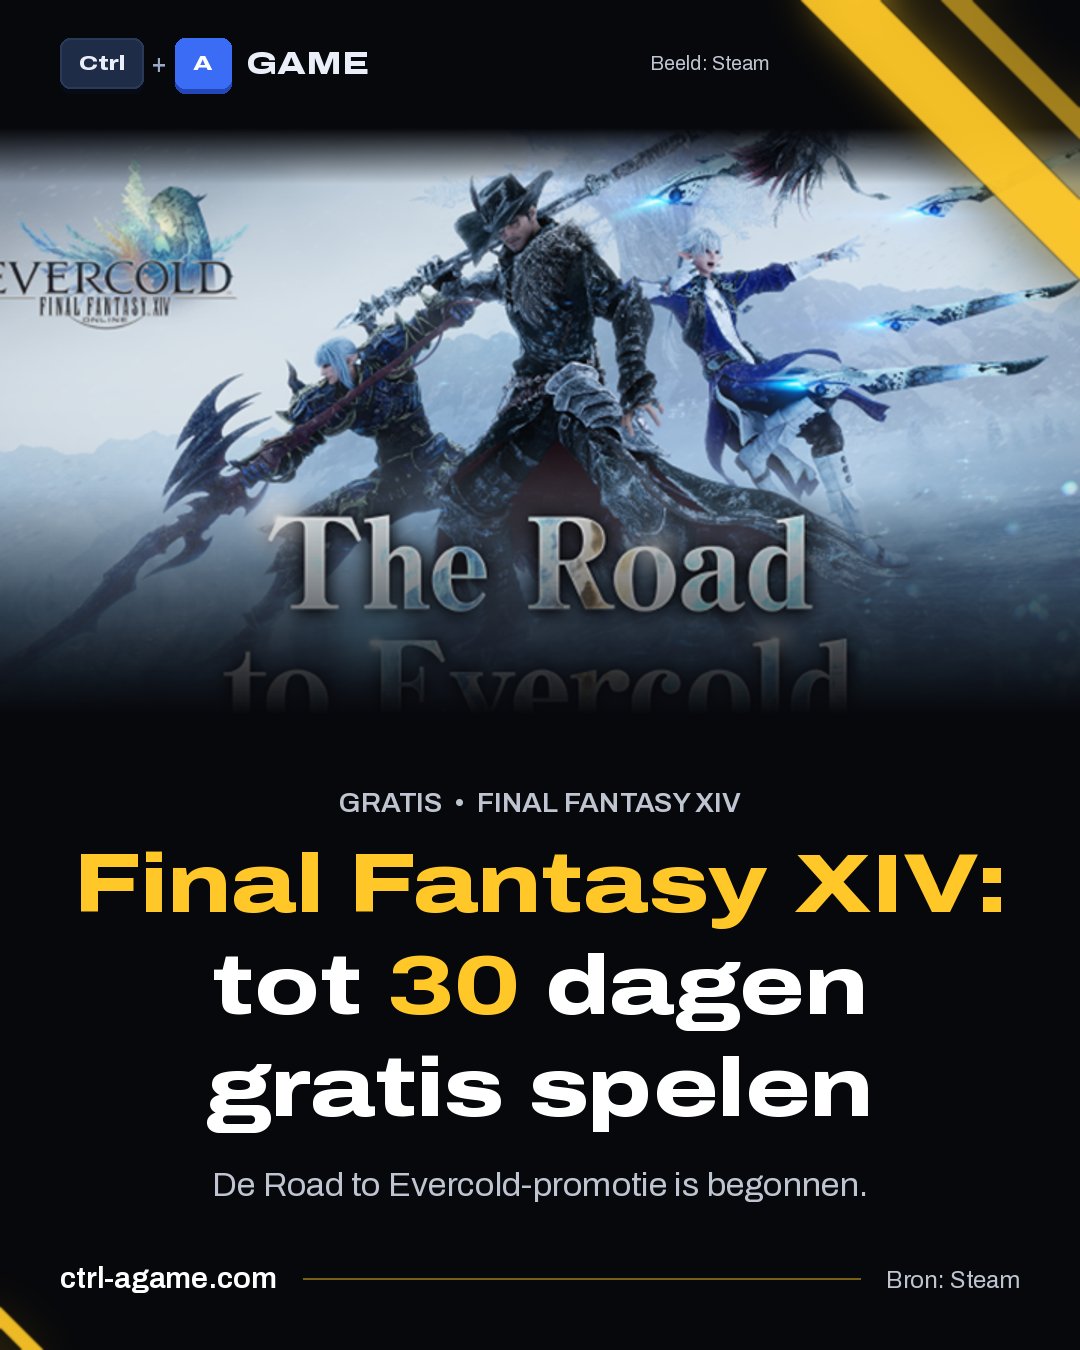 Ctrl + A GAME
Beeld: Steam
EVERCOLD
FINAL FANTASY XIV
ONLINE
The Road
to Evercold
GRATIS • FINAL FANTASY XIV
Final Fantasy XIV:
tot 30 dagen
gratis spelen
De Road to Evercold-promotie is begonnen.
ctrl-agame.com
Bron: Steam